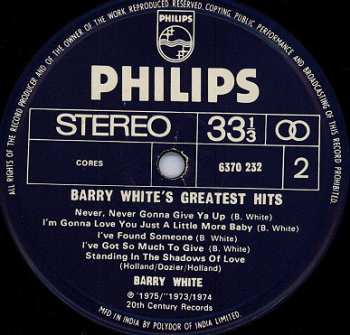 ALL RIGHTS OF THE RECORD PRODUCER AND OF THE OWNER OF THE WORK REPRODUCED RESERVED. COPYING, PUBLIC PERFORMANCE AND BROADCASTING OF THIS RECORD PROHIBITED
PHILIPS
PHILIPS
STEREO 33 1/3
CORES 6370 232 2
BARRY WHITE'S GREATEST HITS
Never, Never Gonna Give Ya Up (B. White)
I'm Gonna Love You Just A Little More Baby (B. White)
I've Found Someone (B White)
I've Got So Much To Give (B. White)
Standing In The Shadows Of Love
(Holland/Dozier/Holland)
BARRY WHITE
℗ '1975/''1973/1974
20th Century Records
MFD IN INDIA BY POLYDOR OF INDIA LIMITED.